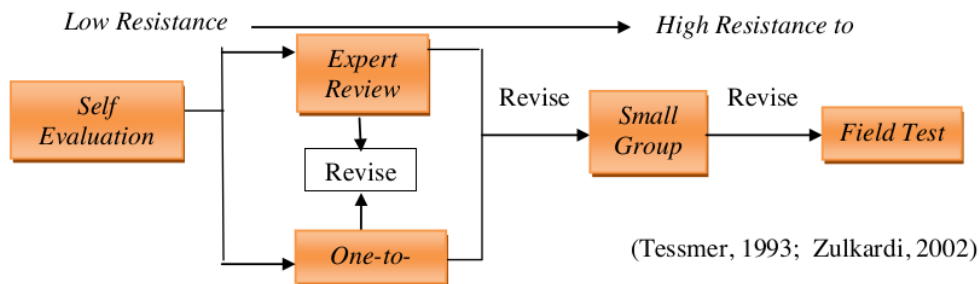 Low Resistance
High Resistance to
Expert
Review
Self
Evaluation
Revise
Revise
Small
Group
Field Test
Revise
One-to-
(Tessmer, 1993;  Zulkardi, 2002)